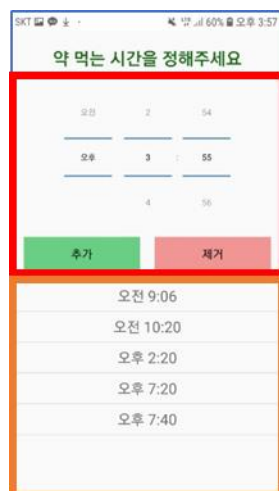 SKT 60% 오후 3:57
약 먹는 시간을 정해주세요
오전 2 54
오후 3 : 55
4 56
추가 제거
오전 9:06
오전 10:20
오후 2:20
오후 7:20
오후 7:40